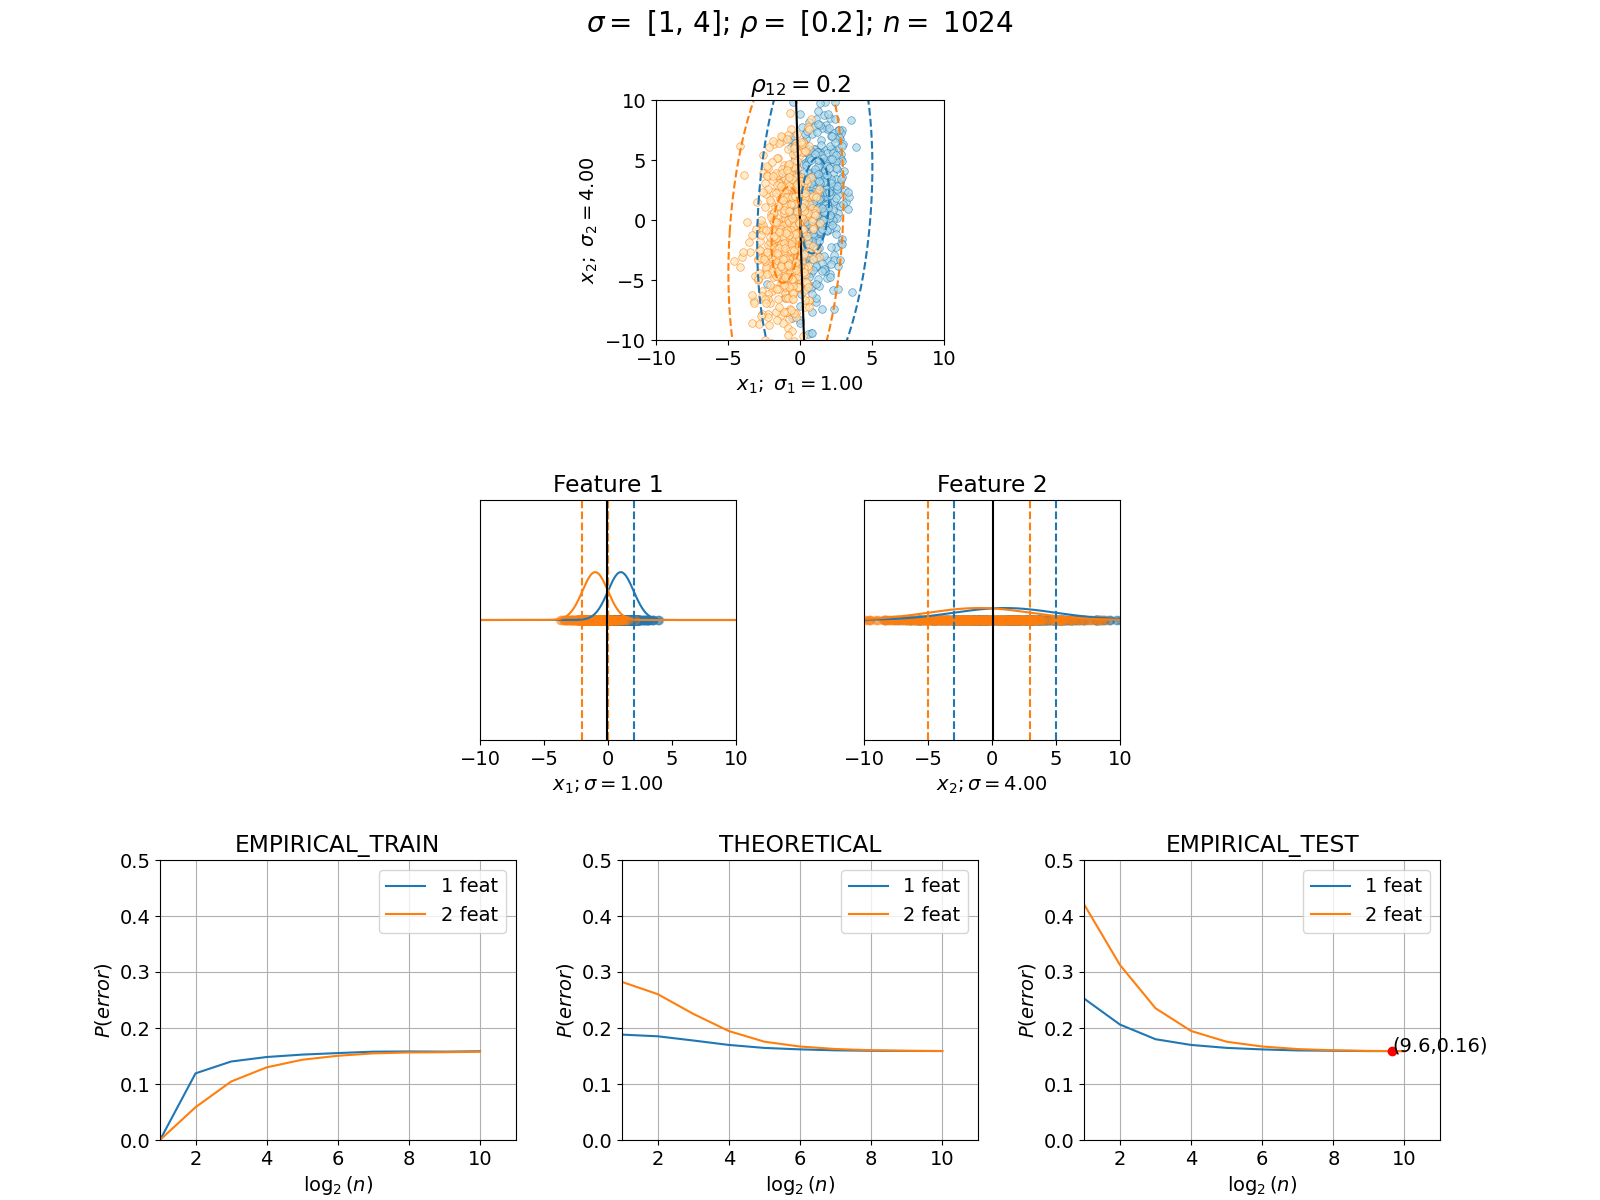 σ = [1, 4]; ρ = [0.2]; n = 1024
ρ₁₂ = 0.2
10
5
0
−5
−10
x₂; σ₂ = 4.00
−10 −5 0 5 10
x₁; σ₁ = 1.00
Feature 1
−10 −5 0 5 10
x₁; σ = 1.00
Feature 2
−10 −5 0 5 10
x₂; σ = 4.00
EMPIRICAL_TRAIN
1 feat
2 feat
0.5
0.4
0.3
0.2
0.1
0.0
P(error)
2 4 6 8 10
log₂ (n)
THEORETICAL
1 feat
2 feat
0.5
0.4
0.3
0.2
0.1
0.0
P(error)
2 4 6 8 10
log₂ (n)
EMPIRICAL_TEST
1 feat
2 feat
0.5
0.4
0.3
0.2
0.1
0.0
P(error)
(9.6,0.16)
2 4 6 8 10
log₂ (n)